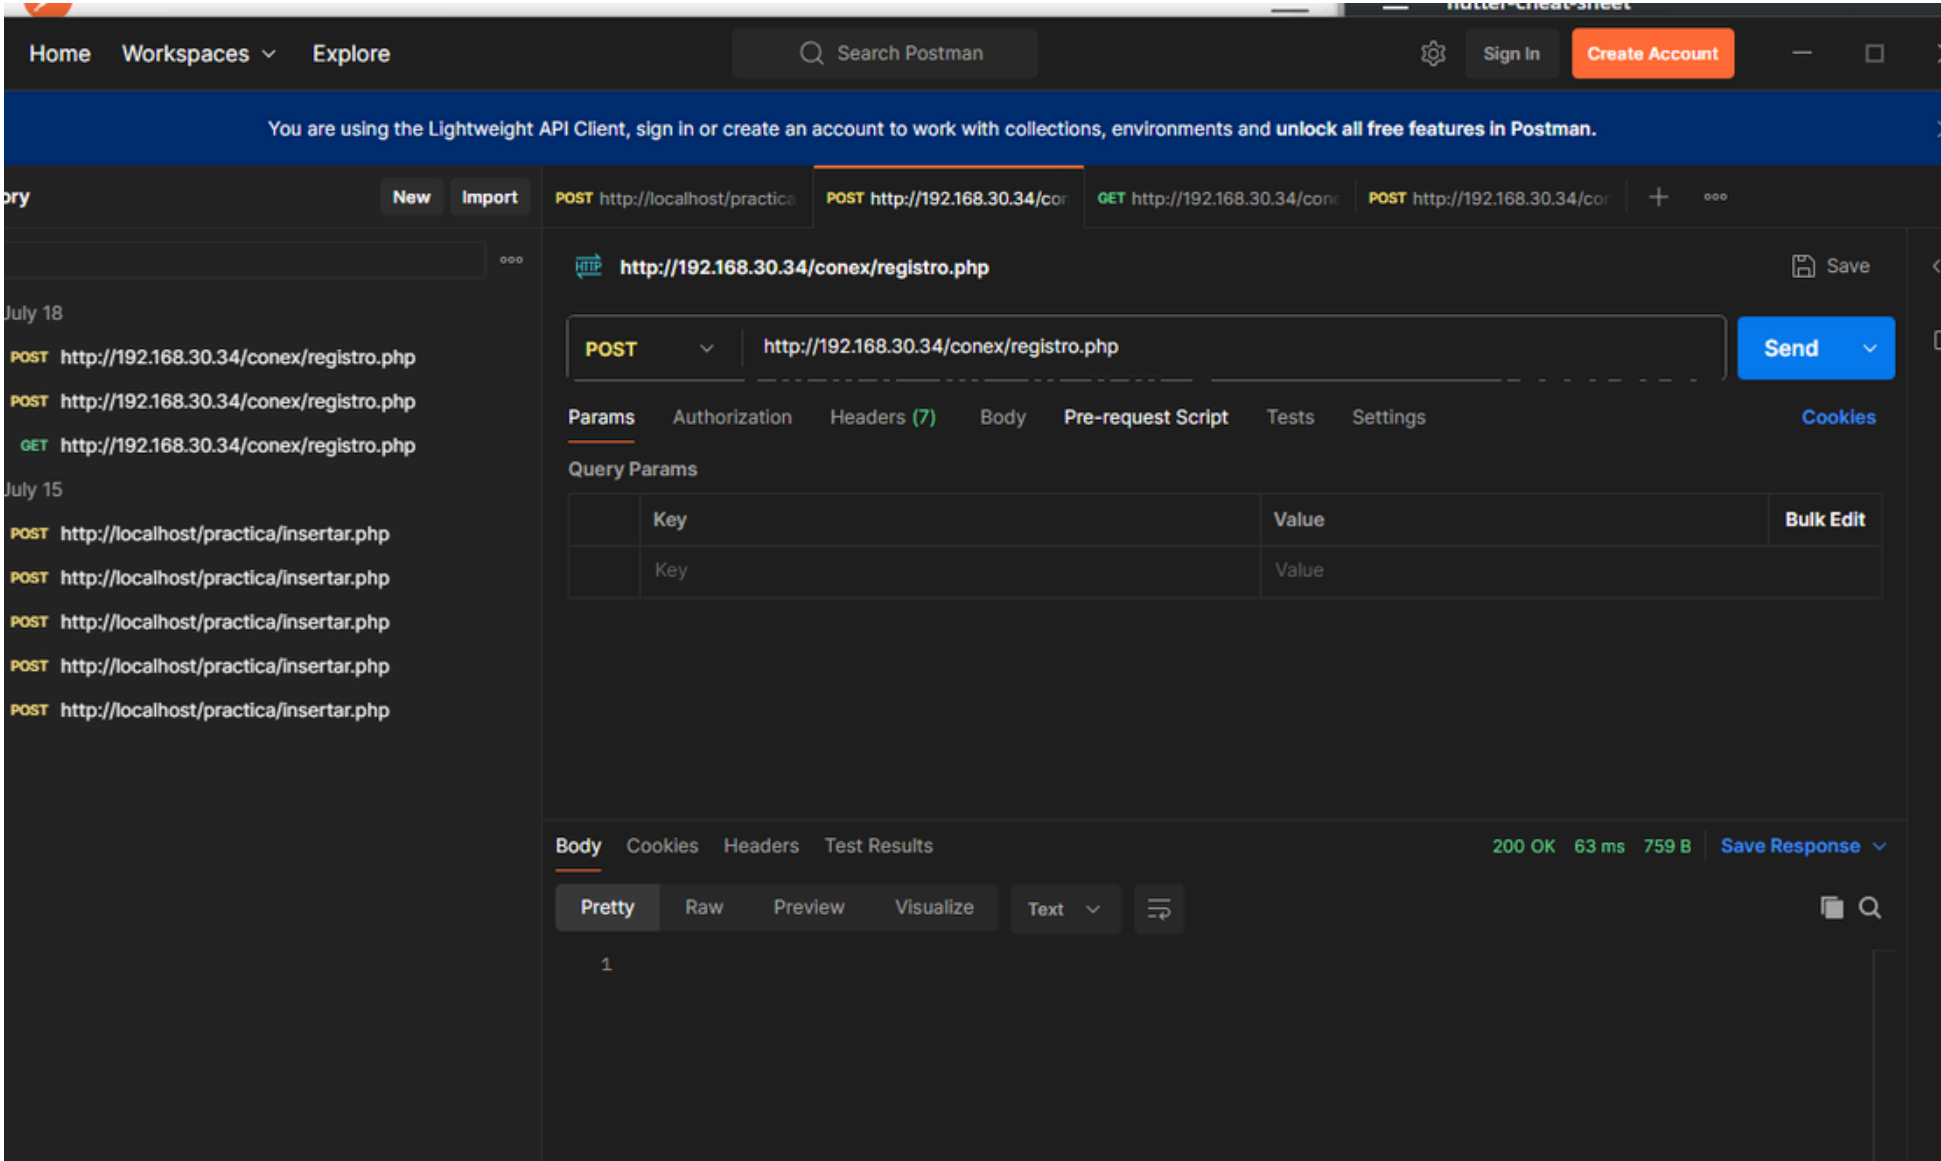 flutter-cheat-sheet
Home Workspaces Explore Search Postman Sign In Create Account
You are using the Lightweight API Client, sign in or create an account to work with collections, environments and unlock all free features in Postman.
ory New Import POST http://localhost/practica POST http://192.168.30.34/con GET http://192.168.30.34/cone POST http://192.168.30.34/con
HTTP http://192.168.30.34/conex/registro.php Save
July 18
POST http://192.168.30.34/conex/registro.php Send
POST http://192.168.30.34/conex/registro.php
POST http://192.168.30.34/conex/registro.php
GET http://192.168.30.34/conex/registro.php
Params Authorization Headers (7) Body Pre-request Script Tests Settings Cookies
Query Params
Key Value Bulk Edit
Key Value
July 15
POST http://localhost/practica/insertar.php
POST http://localhost/practica/insertar.php
POST http://localhost/practica/insertar.php
POST http://localhost/practica/insertar.php
POST http://localhost/practica/insertar.php
Body Cookies Headers Test Results 200 OK 63 ms 759 B Save Response
Pretty Raw Preview Visualize Text
1